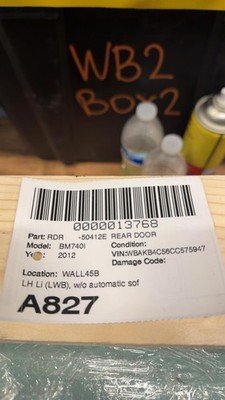 WB2
BOX2
0000013768
Part: RDR -50412E REAR DOOR
Model: BM740I Condition:
Year: 2012 VIN:WBAKB4C56CC575947
Damage Code:
Location: WALL45B
LH Li (LWB), w/o automatic sof
A827